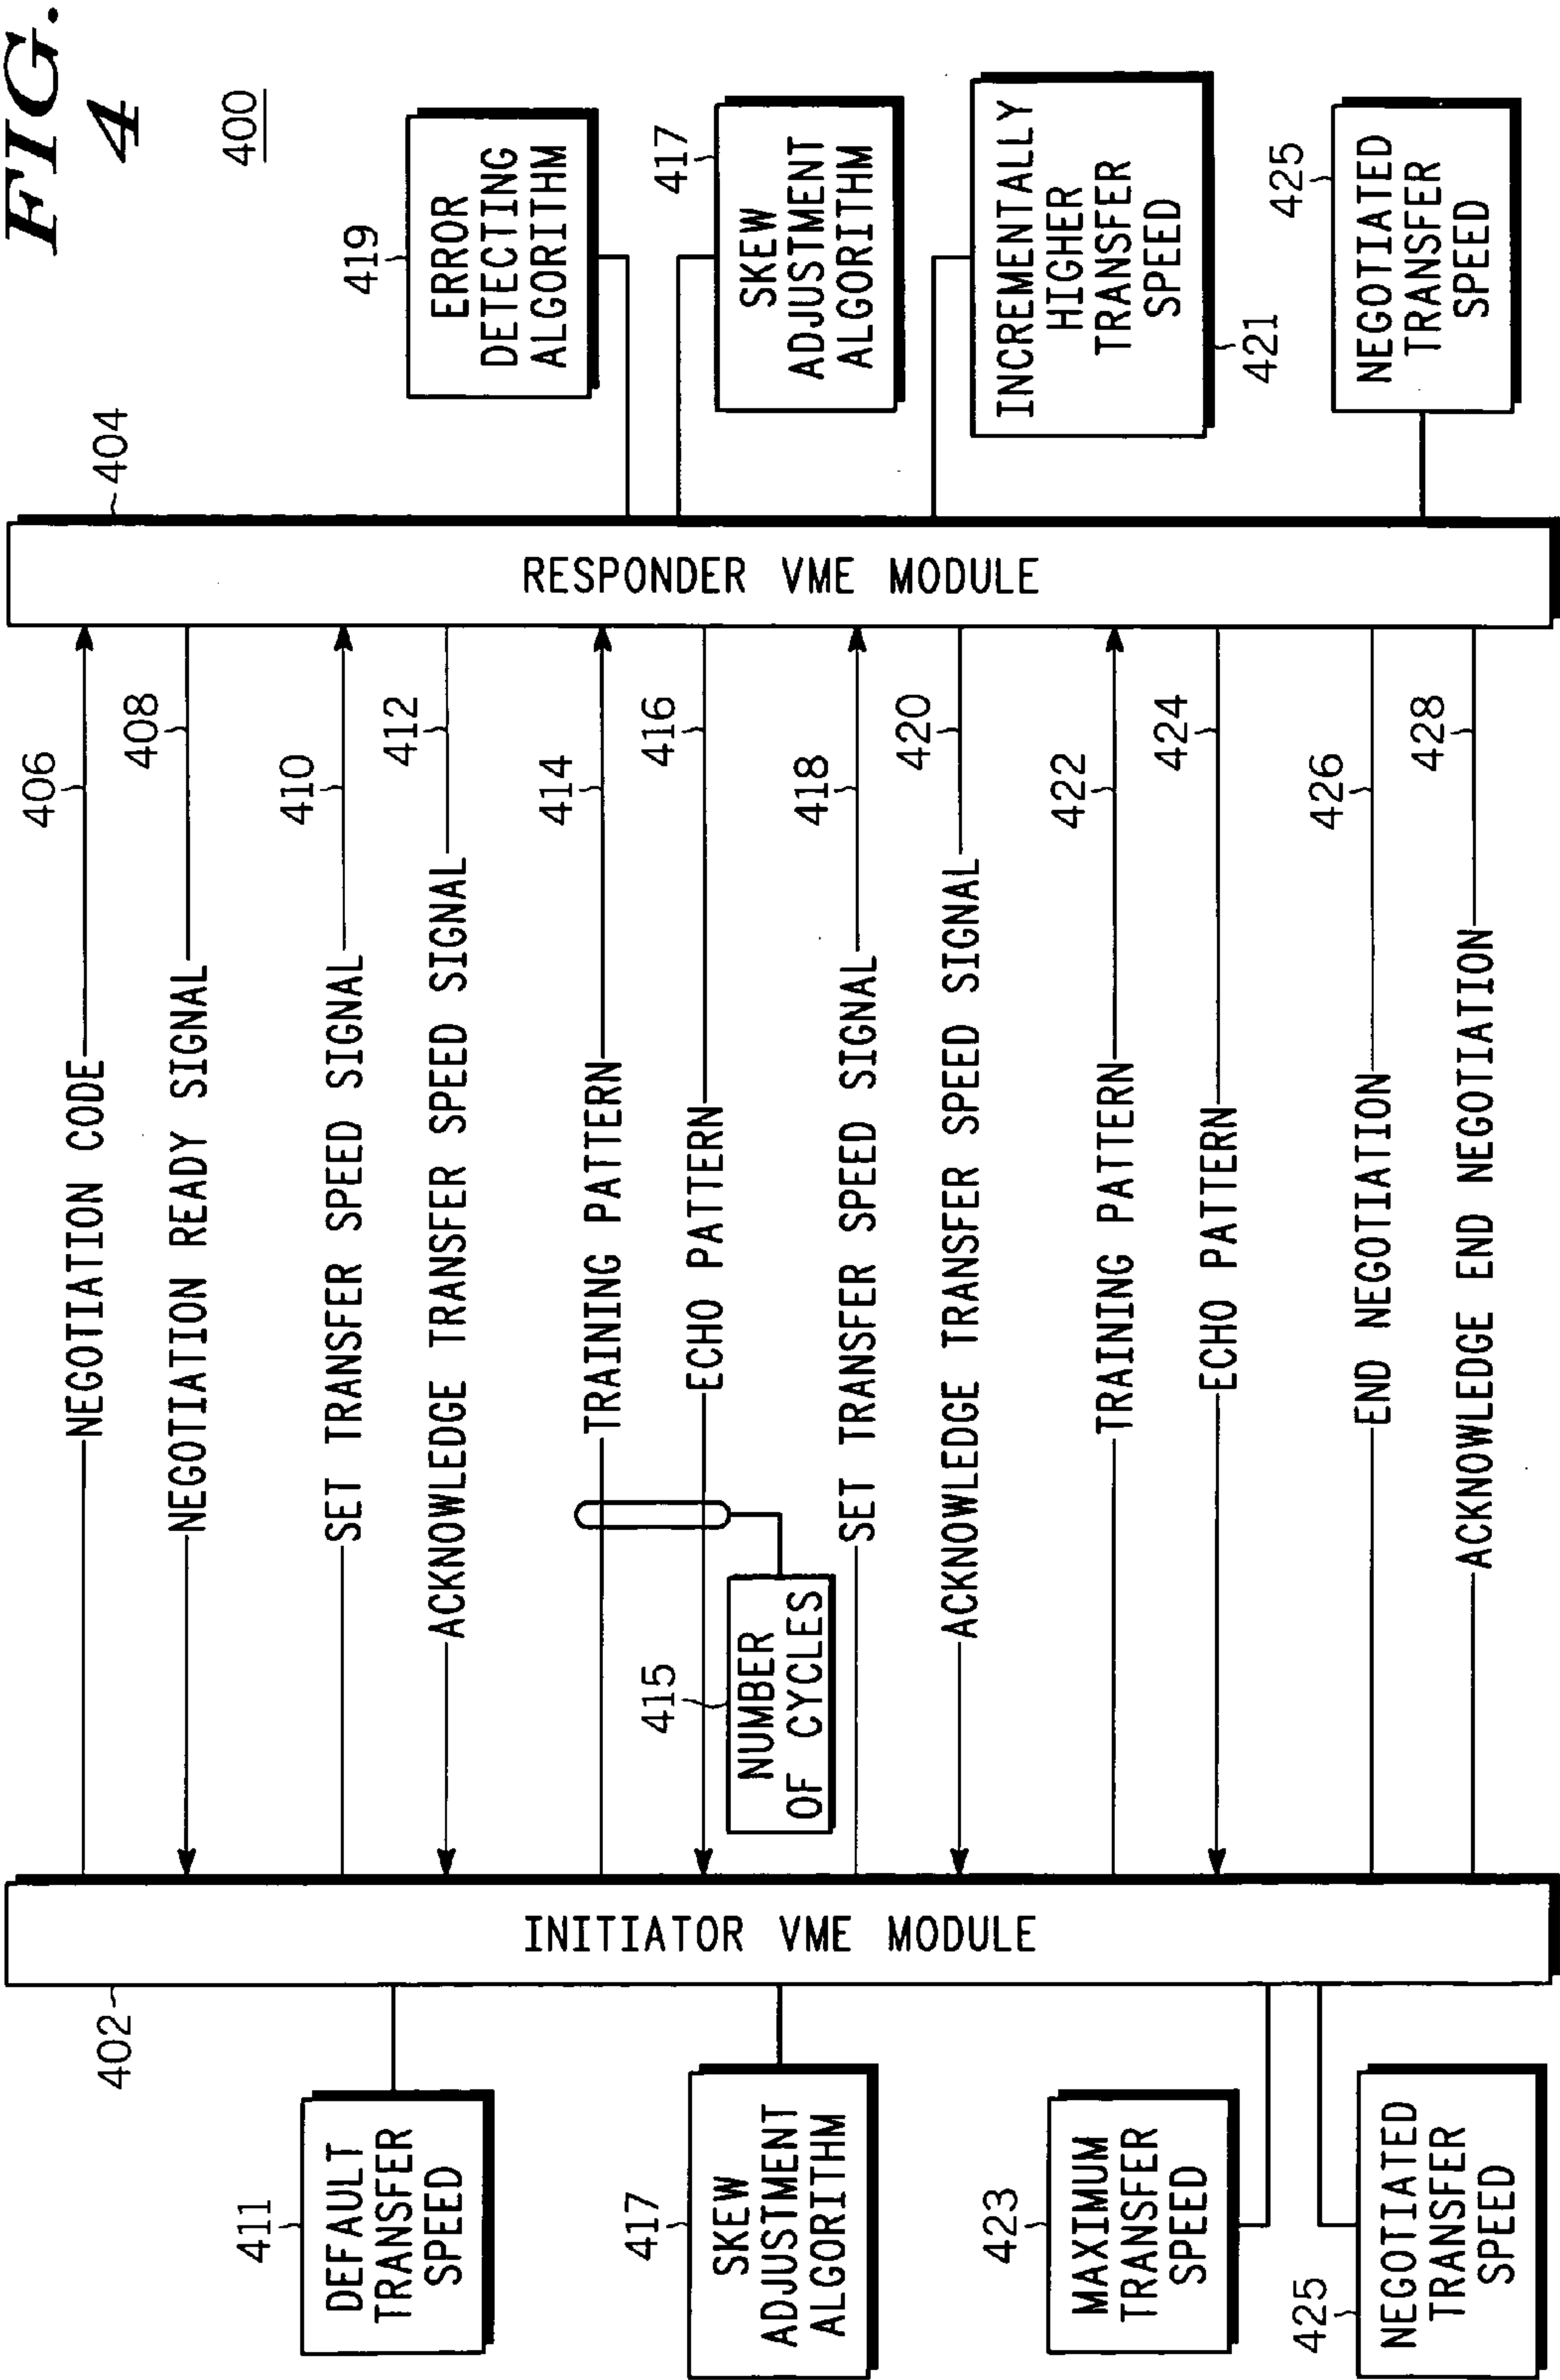 FIG.
4
400
402
404
INITIATOR VME MODULE
RESPONDER VME MODULE
NEGOTIATION CODE
406
NEGOTIATION READY SIGNAL
408
411
DEFAULT
TRANSFER
SPEED
SET TRANSFER SPEED SIGNAL
410
ACKNOWLEDGE TRANSFER SPEED SIGNAL
412
419
ERROR
DETECTING
ALGORITHM
TRAINING PATTERN
414
ECHO PATTERN
416
415
NUMBER
OF CYCLES
417
SKEW
ADJUSTMENT
ALGORITHM
417
SKEW
ADJUSTMENT
ALGORITHM
SET TRANSFER SPEED SIGNAL
418
ACKNOWLEDGE TRANSFER SPEED SIGNAL
420
INCREMENTALLY
HIGHER
TRANSFER
SPEED
421
423
MAXIMUM
TRANSFER
SPEED
TRAINING PATTERN
422
ECHO PATTERN
424
425
NEGOTIATED
TRANSFER
SPEED
END NEGOTIATION
426
ACKNOWLEDGE END NEGOTIATION
428
425
NEGOTIATED
TRANSFER
SPEED